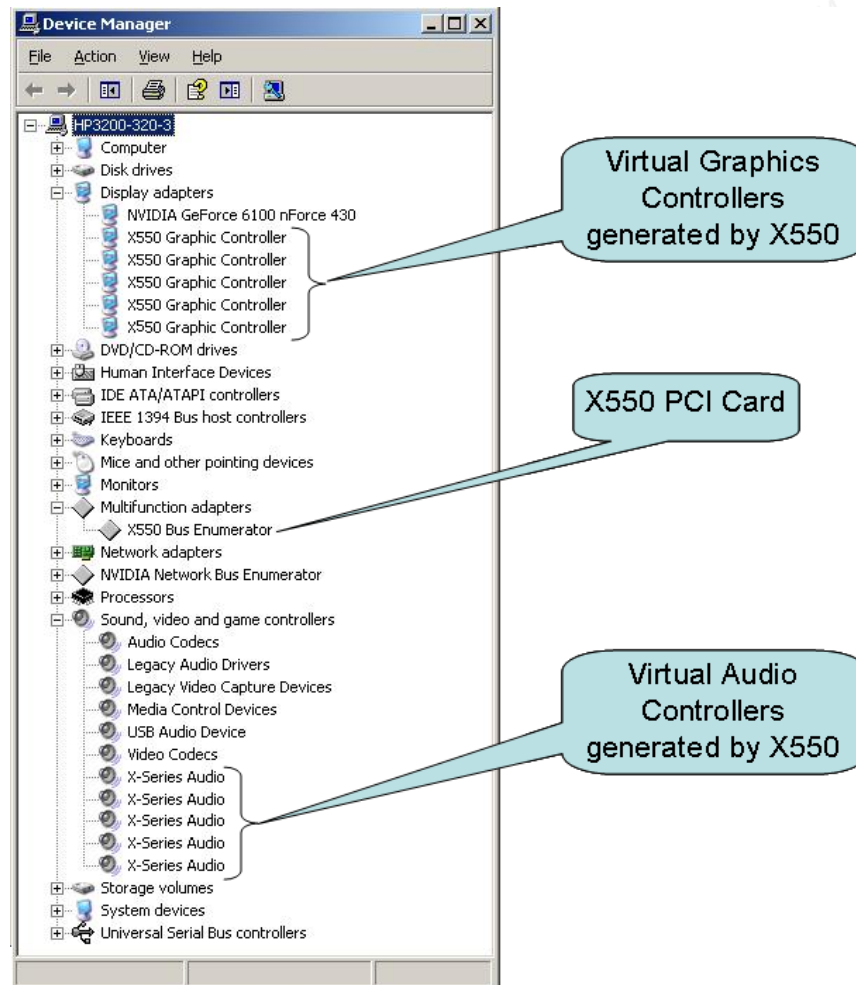 Device Manager
File Action View Help
HP3200-320-3
Computer
Disk drives
Display adapters
NVIDIA GeForce 6100 nForce 430
X550 Graphic Controller
X550 Graphic Controller
X550 Graphic Controller
X550 Graphic Controller
X550 Graphic Controller
DVD/CD-ROM drives
Human Interface Devices
IDE ATA/ATAPI controllers
IEEE 1394 Bus host controllers
Keyboards
Mice and other pointing devices
Monitors
Multifunction adapters
X550 Bus Enumerator
Network adapters
NVIDIA Network Bus Enumerator
Processors
Sound, video and game controllers
Audio Codecs
Legacy Audio Drivers
Legacy Video Capture Devices
Media Control Devices
USB Audio Device
Video Codecs
X-Series Audio
X-Series Audio
X-Series Audio
X-Series Audio
X-Series Audio
Storage volumes
System devices
Universal Serial Bus controllers
Virtual Graphics
Controllers
generated by X550
X550 PCI Card
Virtual Audio
Controllers
generated by X550